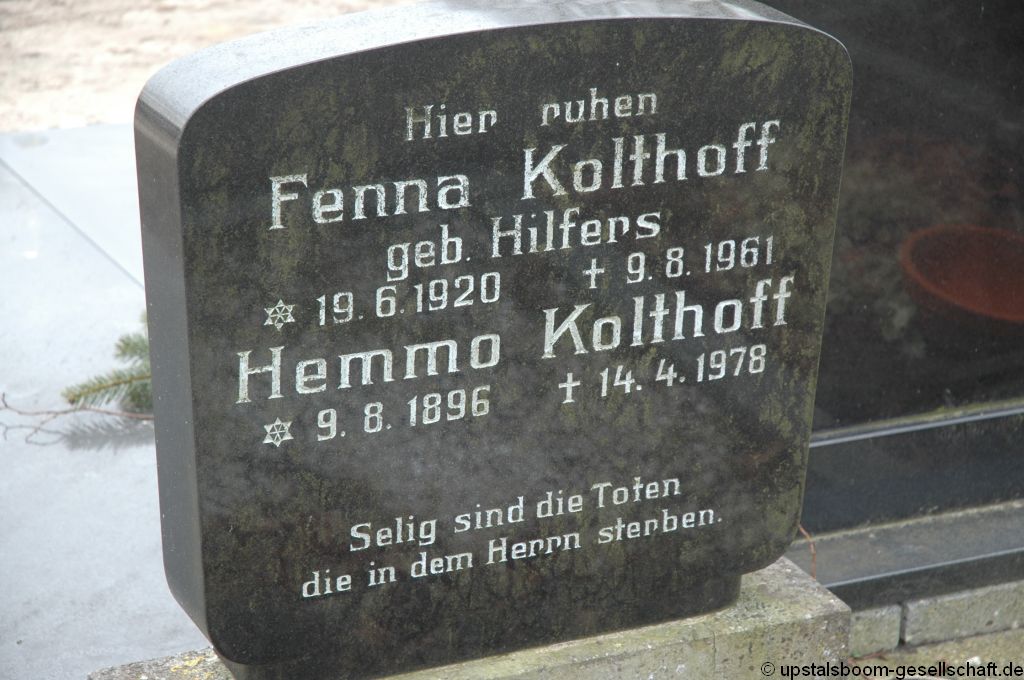 Hier ruhen
Fenna Kolthoff
geb. Hilfers
19.6.1920 † 9.8.1961
Hemmo Kolthoff
9.8.1896 † 14.4.1978
Selig sind die Toten
die in dem Herrn sterben.
© upstalsboom-gesellschaft.de